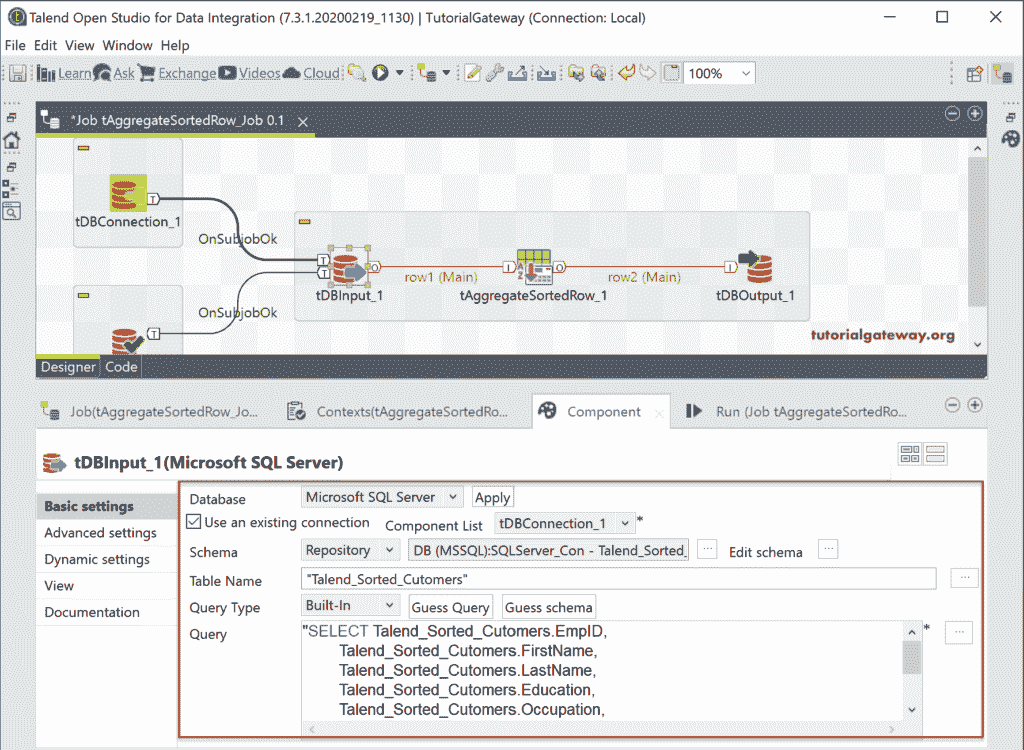 Talend Open Studio for Data Integration (7.3.1.20200219_1130) | TutorialGateway (Connection: Local)
File Edit View Window Help
Learn Ask Exchange Videos Cloud 100%
*Job tAggregateSortedRow_Job 0.1
tDBConnection_1
OnSubjobOk
row1 (Main) row2 (Main)
tDBInput_1 tAggregateSortedRow_1 tDBOutput_1
OnSubjobOk
tutorialgateway.org
Designer Code
Job(tAggregateSortedRow_Jo... Contexts(tAggregateSortedRo... Component Run (Job tAggregateSortedRo...
tDBInput_1(Microsoft SQL Server)
Basic settings
Advanced settings
Dynamic settings
View
Documentation
Database Microsoft SQL Server Apply
Use an existing connection Component List tDBConnection_1 *
Schema Repository DB (MSSQL):SQLServer_Con - Talend_Sorted_ ... Edit schema ...
Table Name "Talend_Sorted_Cutomers" ...
Query Type Built-In Guess Query Guess schema
Query "SELECT Talend_Sorted_Cutomers.EmpID, * ...
Talend_Sorted_Cutomers.FirstName,
Talend_Sorted_Cutomers.LastName,
Talend_Sorted_Cutomers.Education,
Talend_Sorted_Cutomers.Occupation,